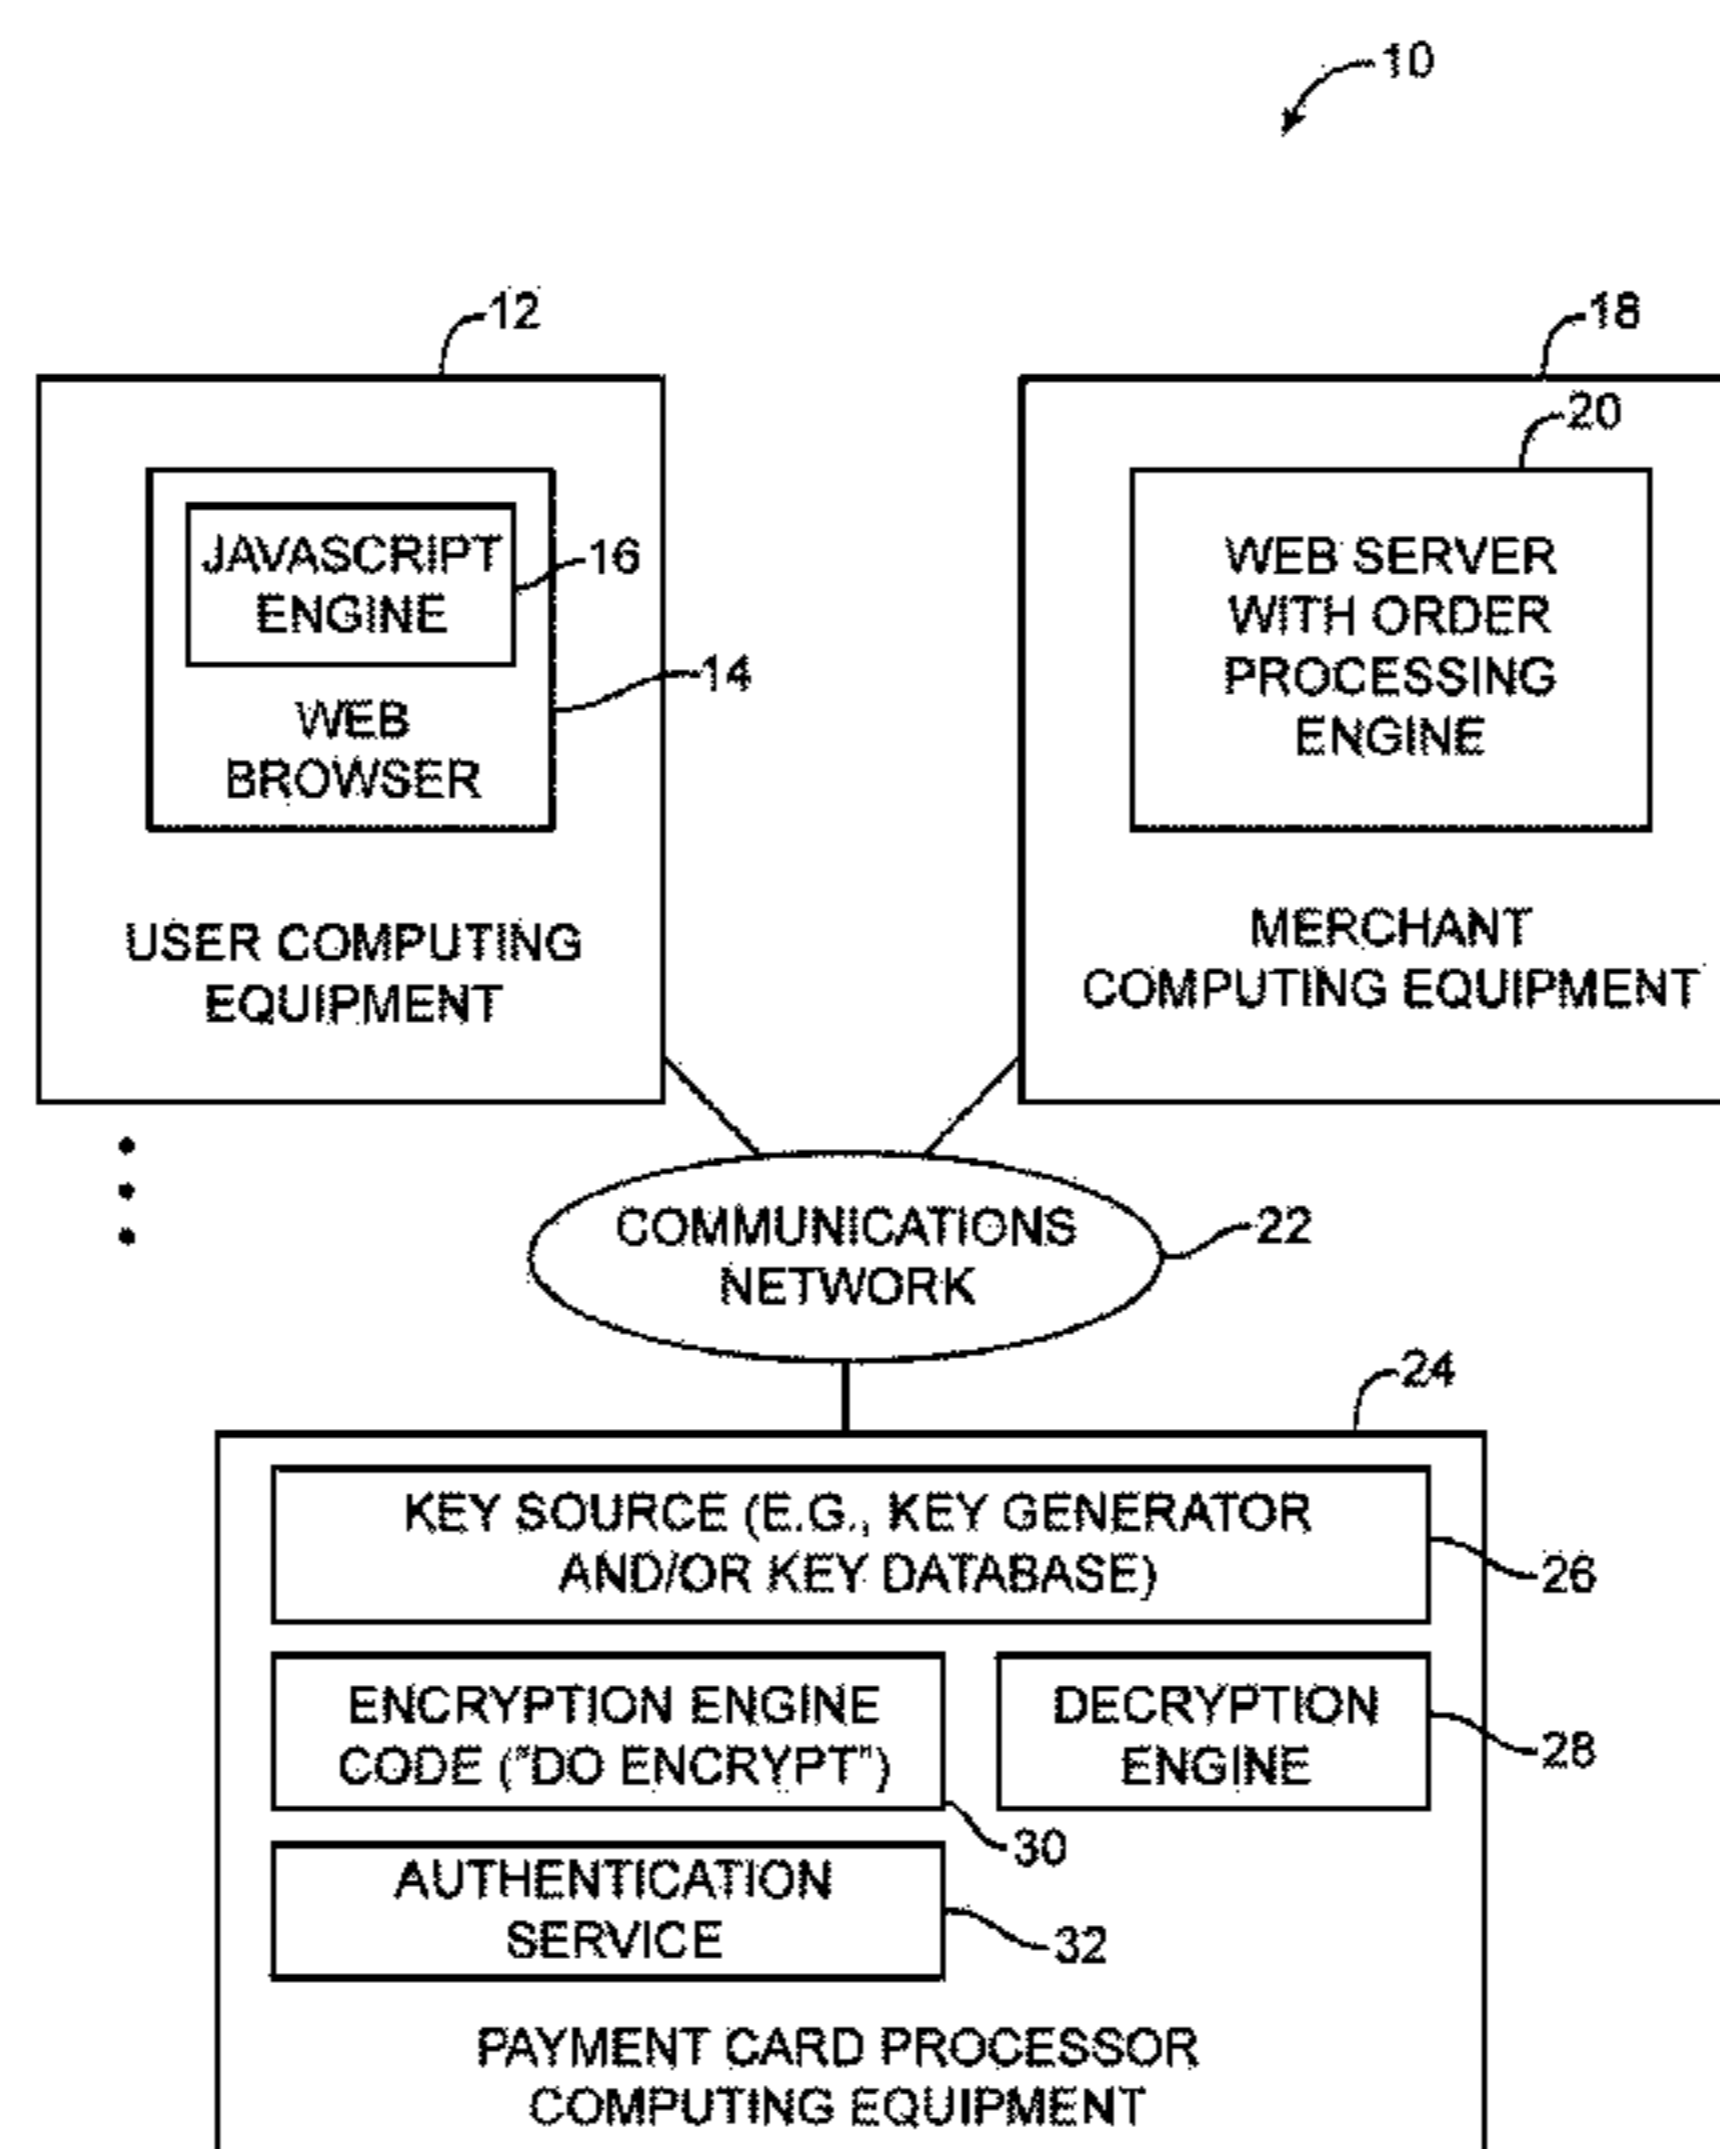 10
12
18
20
JAVASCRIPT
ENGINE
16
14
WEB
BROWSER
WEB SERVER
WITH ORDER
PROCESSING
ENGINE
USER COMPUTING
EQUIPMENT
MERCHANT
COMPUTING EQUIPMENT
COMMUNICATIONS
NETWORK
22
24
KEY SOURCE (E.G., KEY GENERATOR
AND/OR KEY DATABASE)
26
ENCRYPTION ENGINE
CODE ("DO ENCRYPT")
30
DECRYPTION
ENGINE
28
AUTHENTICATION
SERVICE
32
PAYMENT CARD PROCESSOR
COMPUTING EQUIPMENT